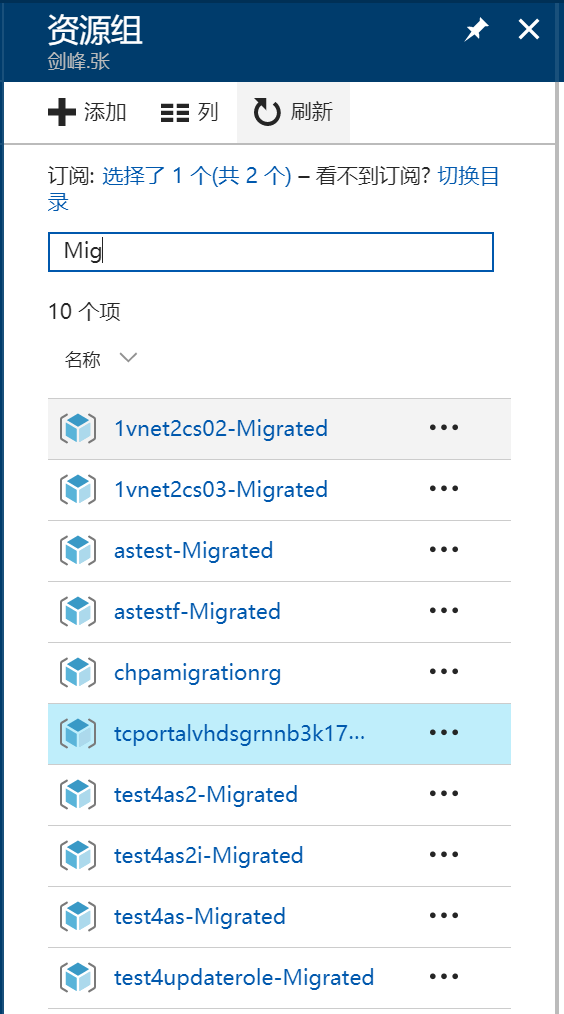 资源组
剑峰.张
添加
列
刷新
订阅: 选择了 1 个(共 2 个) – 看不到订阅? 切换目
录
Mig
10 个项
名称
1vnet2cs02-Migrated
1vnet2cs03-Migrated
astest-Migrated
astestf-Migrated
chpamigrationrg
tcportalvhdsgrnnb3k17...
test4as2-Migrated
test4as2i-Migrated
test4as-Migrated
test4updaterole-Migrated